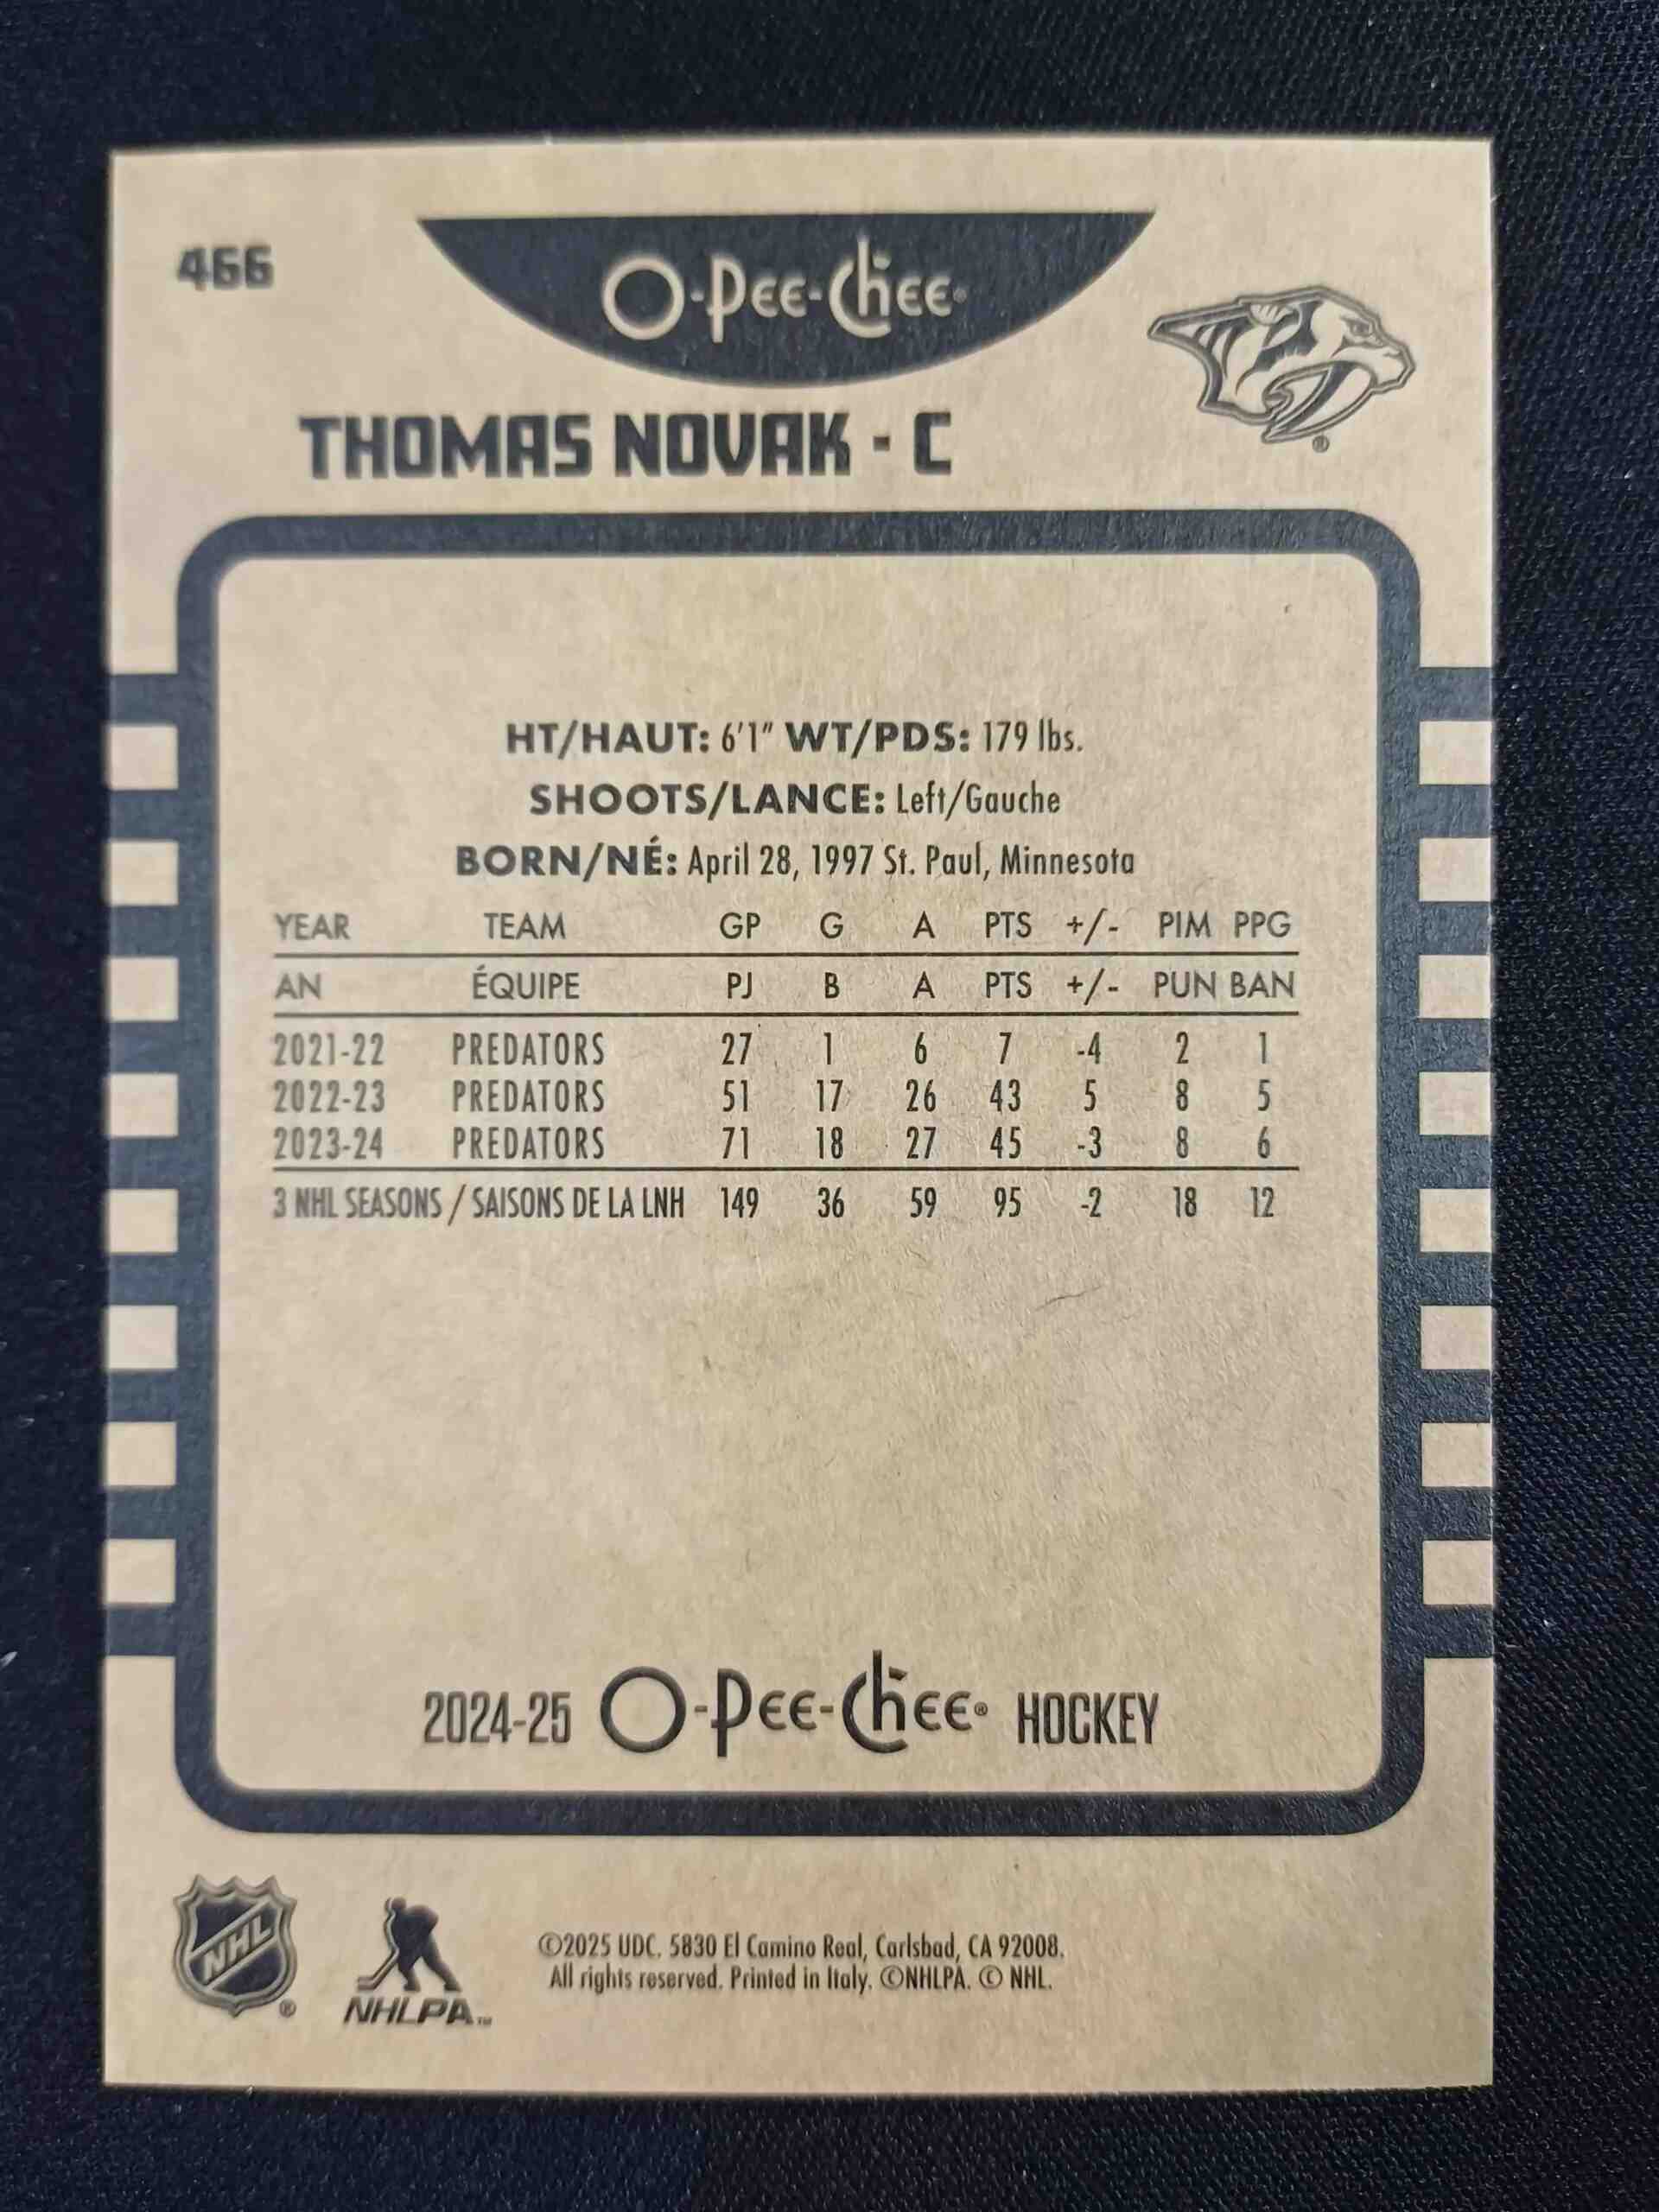 466
O-PEE-CHEE®
®
THOMAS NOVAK - C
HT/HAUT: 6'1" WT/PDS: 179 lbs.
SHOOTS/LANCE: Left/Gauche
BORN/NÉ: April 28, 1997 St. Paul, Minnesota
YEAR TEAM GP G A PTS +/- PIM PPG
AN ÉQUIPE PJ B A PTS +/- PUN BAN
2021-22 PREDATORS 27 1 6 7 -4 2 1
2022-23 PREDATORS 51 17 26 43 5 8 5
2023-24 PREDATORS 71 18 27 45 -3 8 6
3 NHL SEASONS / SAISONS DE LA LNH 149 36 59 95 -2 18 12
2024-25 O-PEE-CHEE® HOCKEY
NHL ®
NHLPA™
©2025 UDC. 5830 El Camino Real, Carlsbad, CA 92008.
All rights reserved. Printed in Italy. ©NHLPA. © NHL.